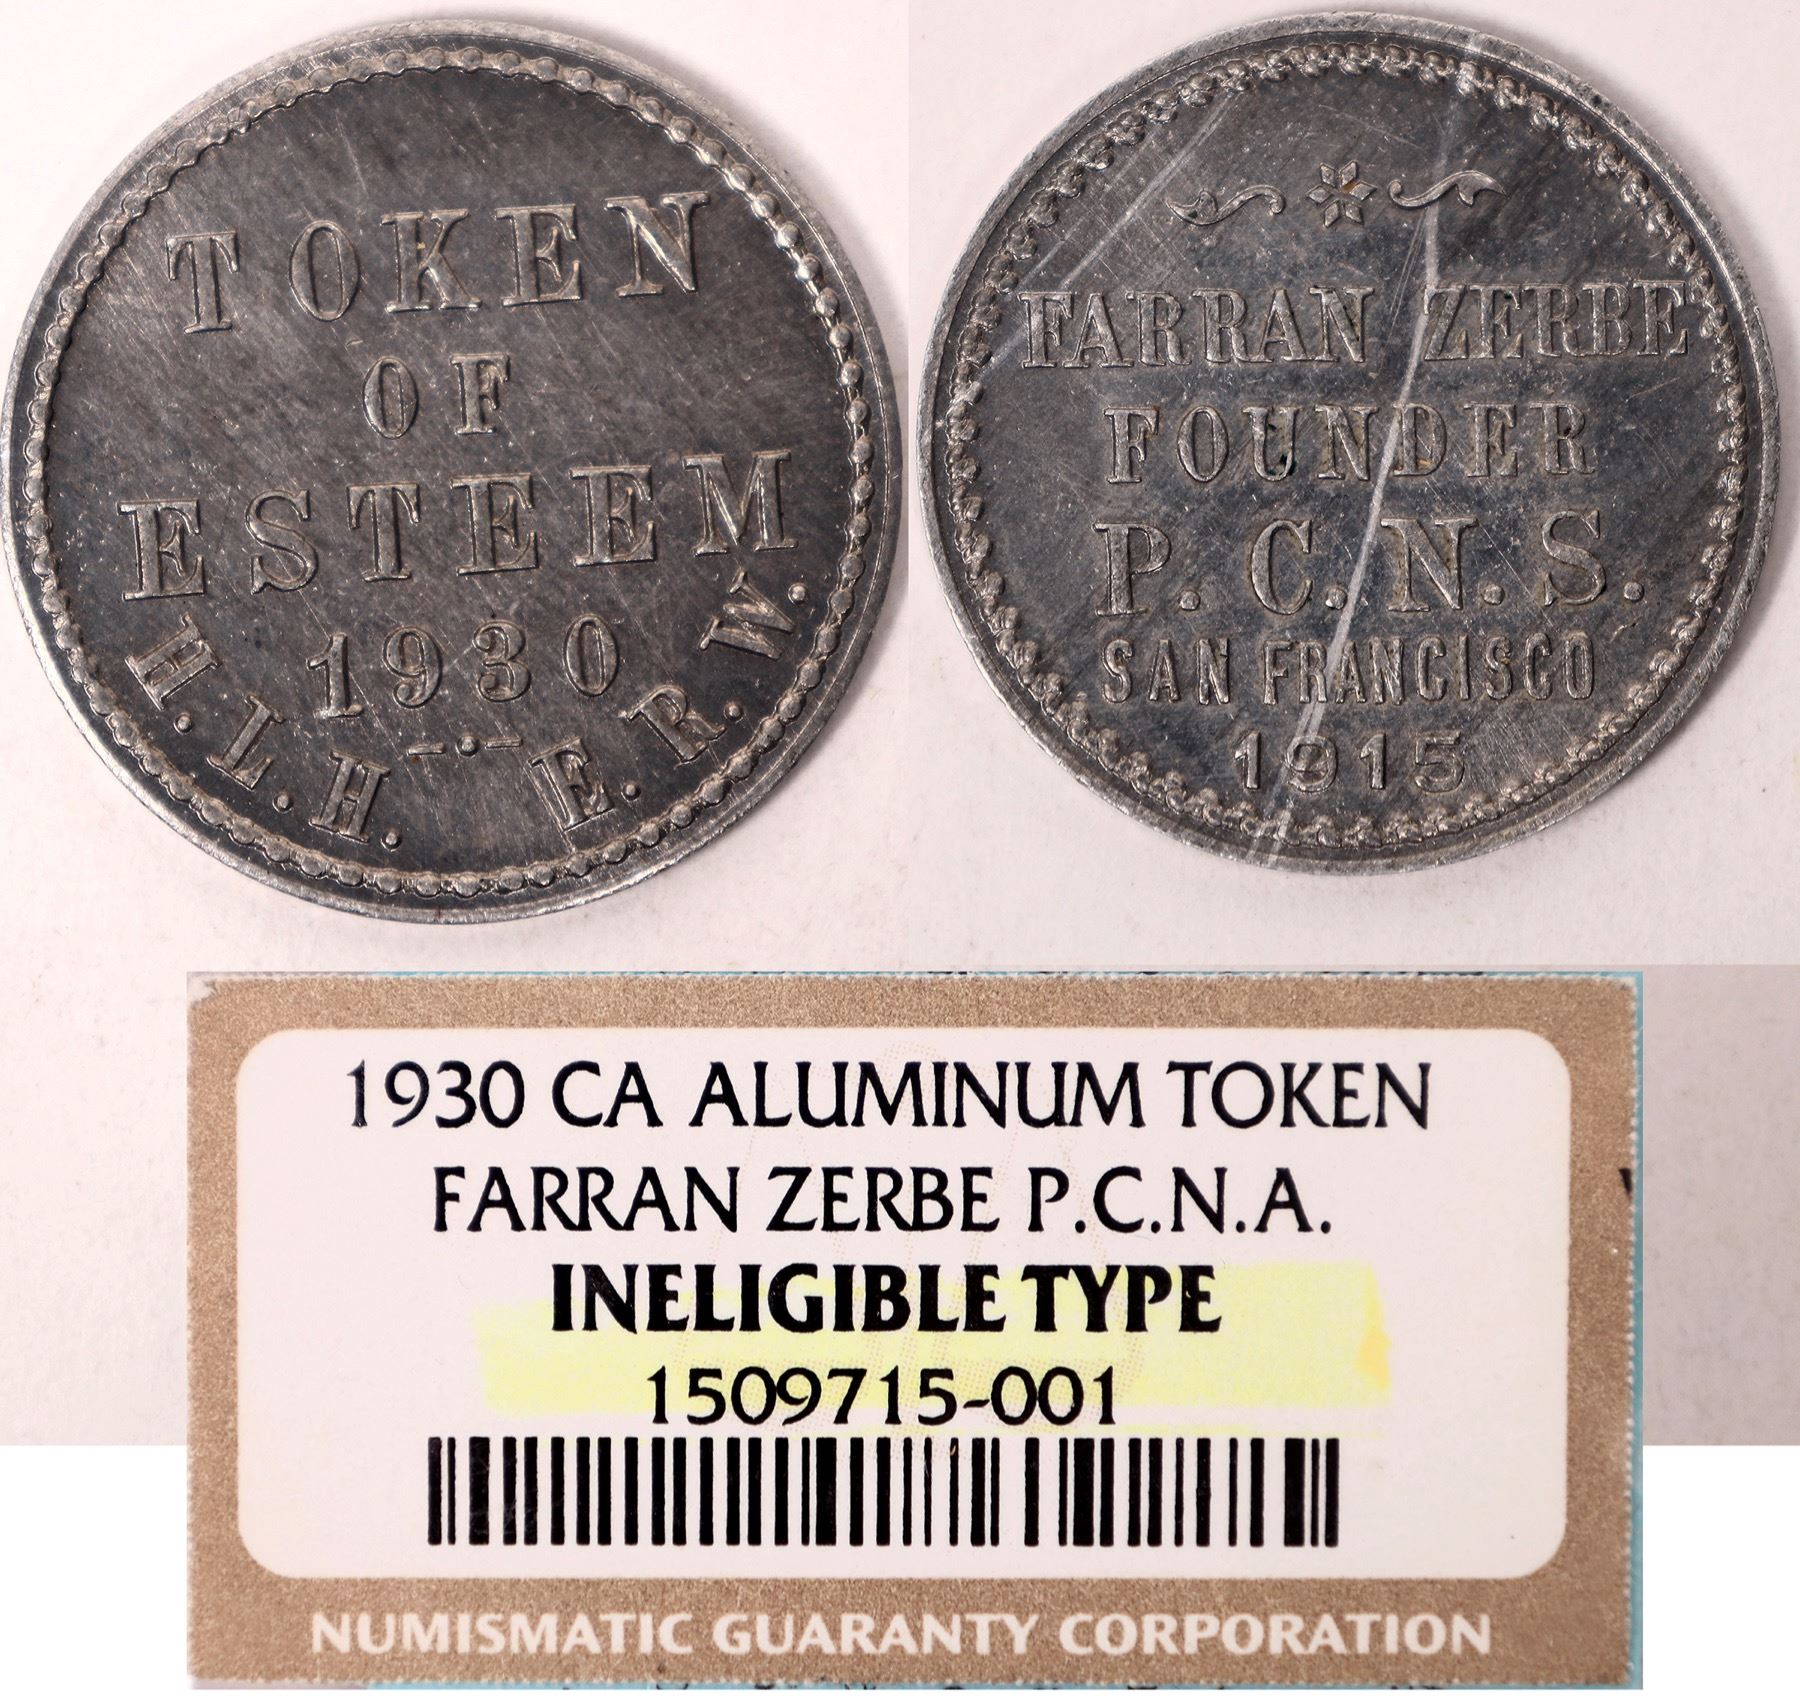 TOKEN
OF
ESTEEM
1930
H.L.H. E.R.W.
FARRAN ZERBE
FOUNDER
P.C.N.S.
SAN FRANCISCO
1915
1930 CA ALUMINUM TOKEN
FARRAN ZERBE P.C.N.A.
INELIGIBLE TYPE
1509715-001
NUMISMATIC GUARANTY CORPORATION